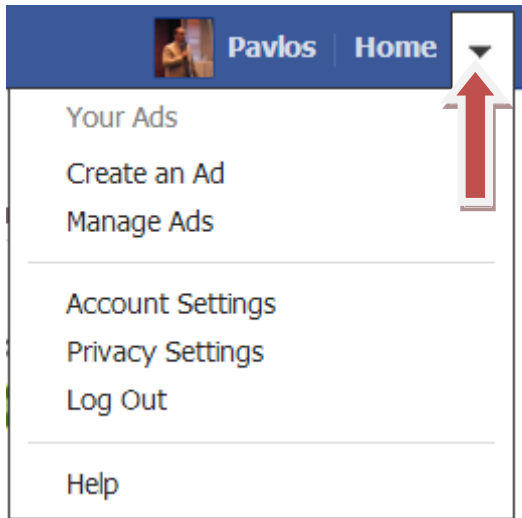 Pavlos Home
Your Ads
Create an Ad
Manage Ads
Account Settings
Privacy Settings
Log Out
Help